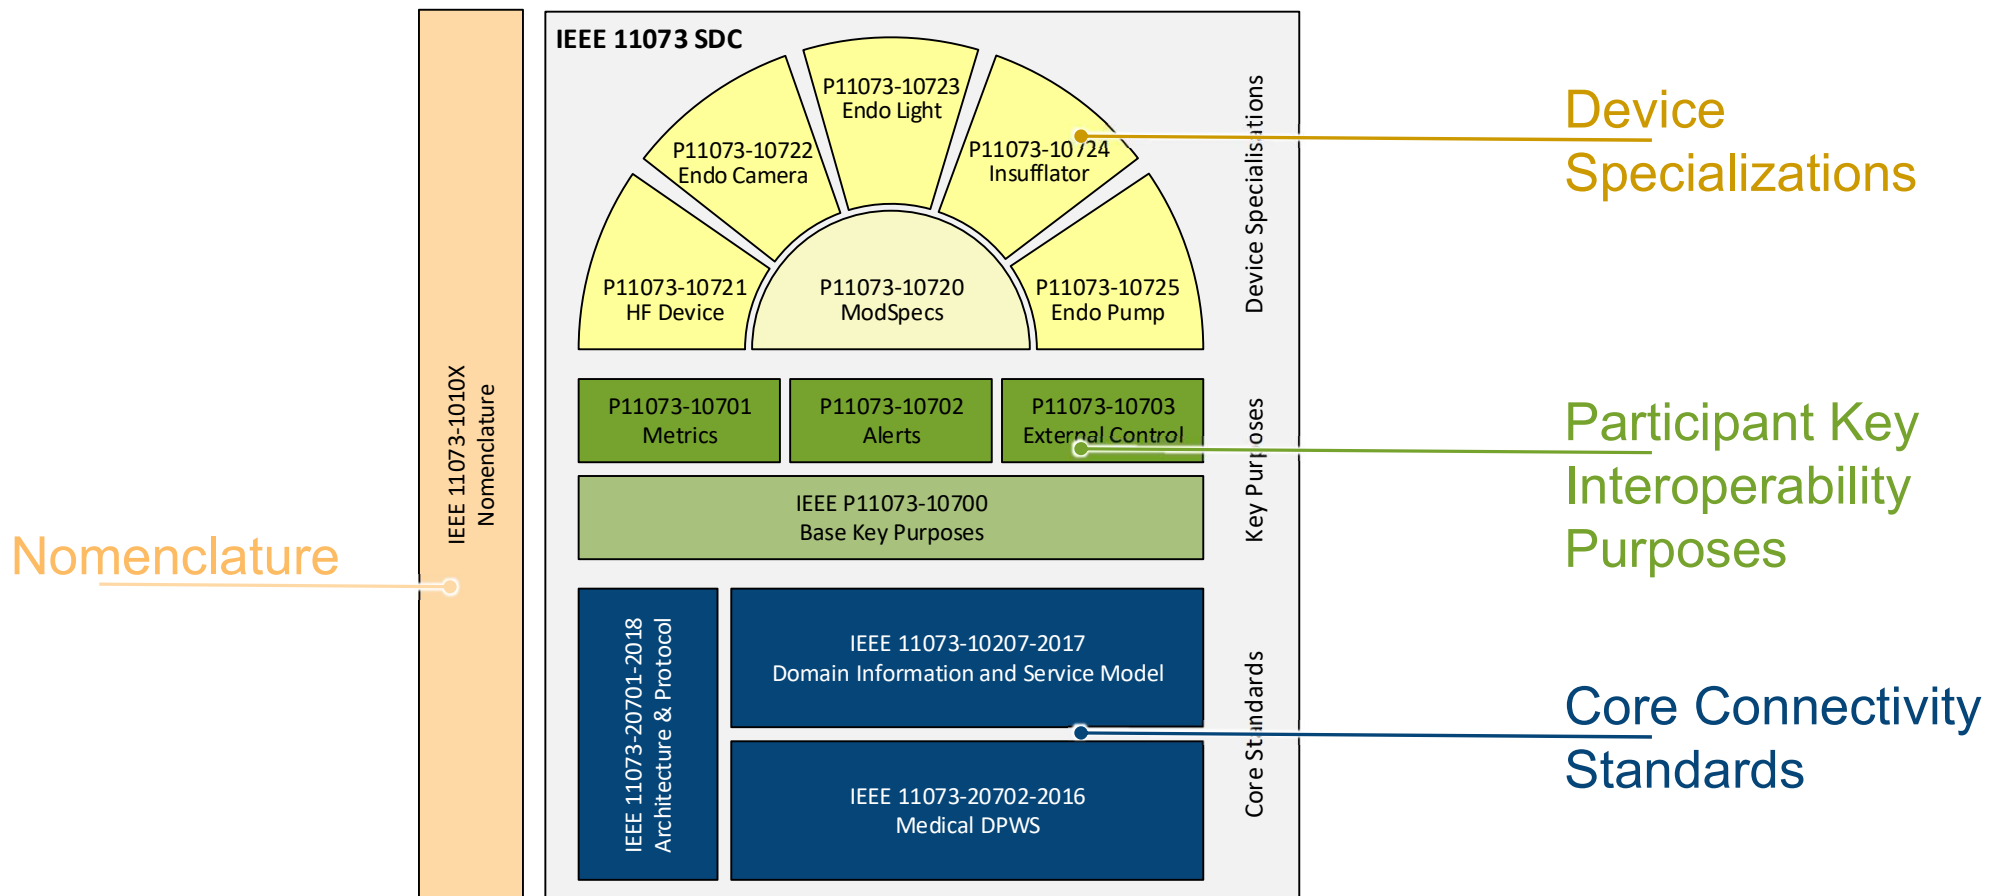 IEEE 11073 SDC
P11073-10723
Endo Light
P11073-10722
Endo Camera
P11073-10724
Insufflator
P11073-10721
HF Device
P11073-10720
ModSpecs
P11073-10725
Endo Pump
Device Specialisations
Device
Specializations
P11073-10701
Metrics
P11073-10702
Alerts
P11073-10703
External Control
IEEE P11073-10700
Base Key Purposes
Key Purposes
Participant Key
Interoperability
Purposes
IEEE 11073-1010X
Nomenclature
Nomenclature
IEEE 11073-20701-2018
Architecture & Protocol
IEEE 11073-10207-2017
Domain Information and Service Model
IEEE 11073-20702-2016
Medical DPWS
Core Standards
Core Connectivity
Standards